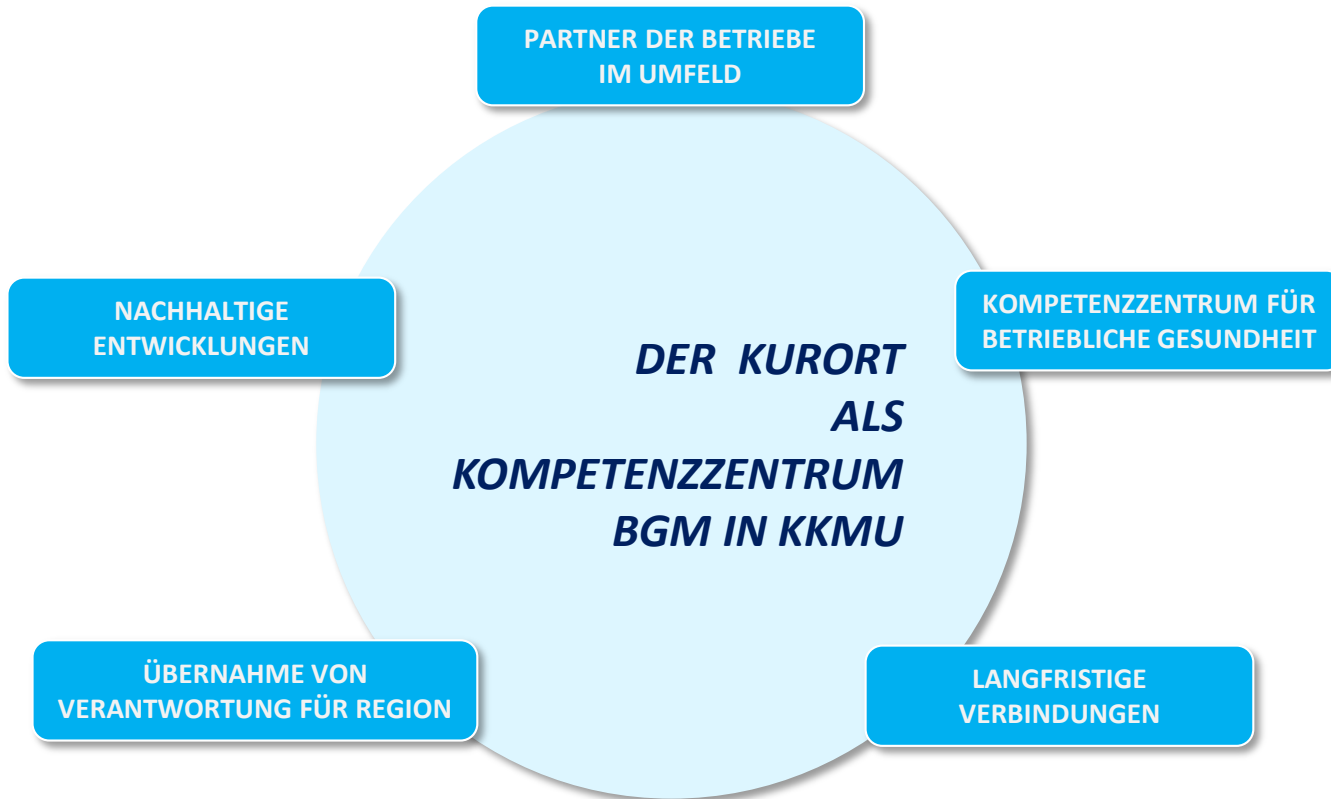 PARTNER DER BETRIEBE
IM UMFELD
NACHHALTIGE
ENTWICKLUNGEN
KOMPETENZZENTRUM FÜR
BETRIEBLICHE GESUNDHEIT
DER KURORT
ALS
KOMPETENZZENTRUM
BGM IN KKMU
ÜBERNAHME VON
VERANTWORTUNG FÜR REGION
LANGFRISTIGE
VERBINDUNGEN